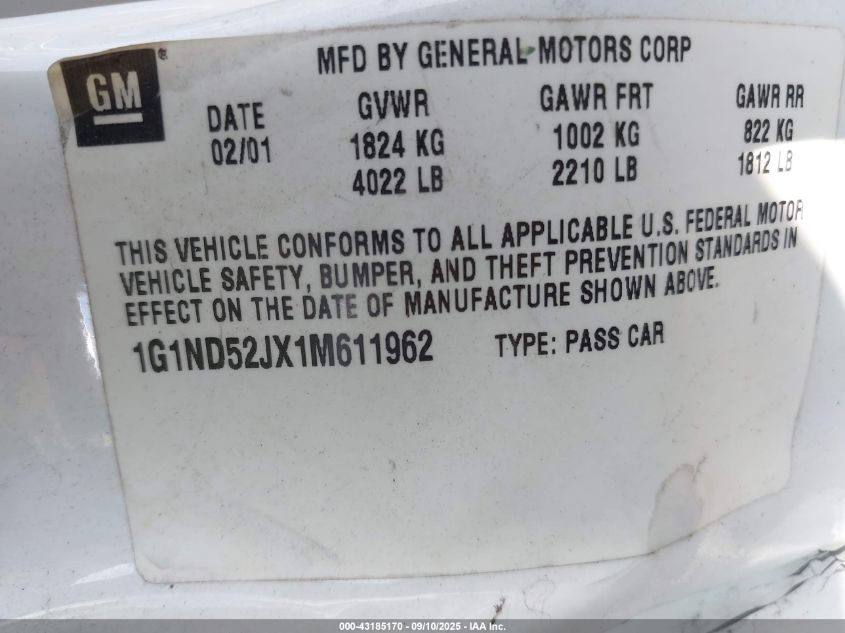 GM
®
MFD BY GENERAL MOTORS CORP
DATE GVWR GAWR FRT GAWR RR
02/01 1824 KG 1002 KG 822 KG
4022 LB 2210 LB 1812 LB
THIS VEHICLE CONFORMS TO ALL APPLICABLE U.S. FEDERAL MOTOR
VEHICLE SAFETY, BUMPER, AND THEFT PREVENTION STANDARDS IN
EFFECT ON THE DATE OF MANUFACTURE SHOWN ABOVE.
1G1ND52JX1M611962 TYPE: PASS CAR
000-43185170 - 09/10/2025 - IAA Inc.